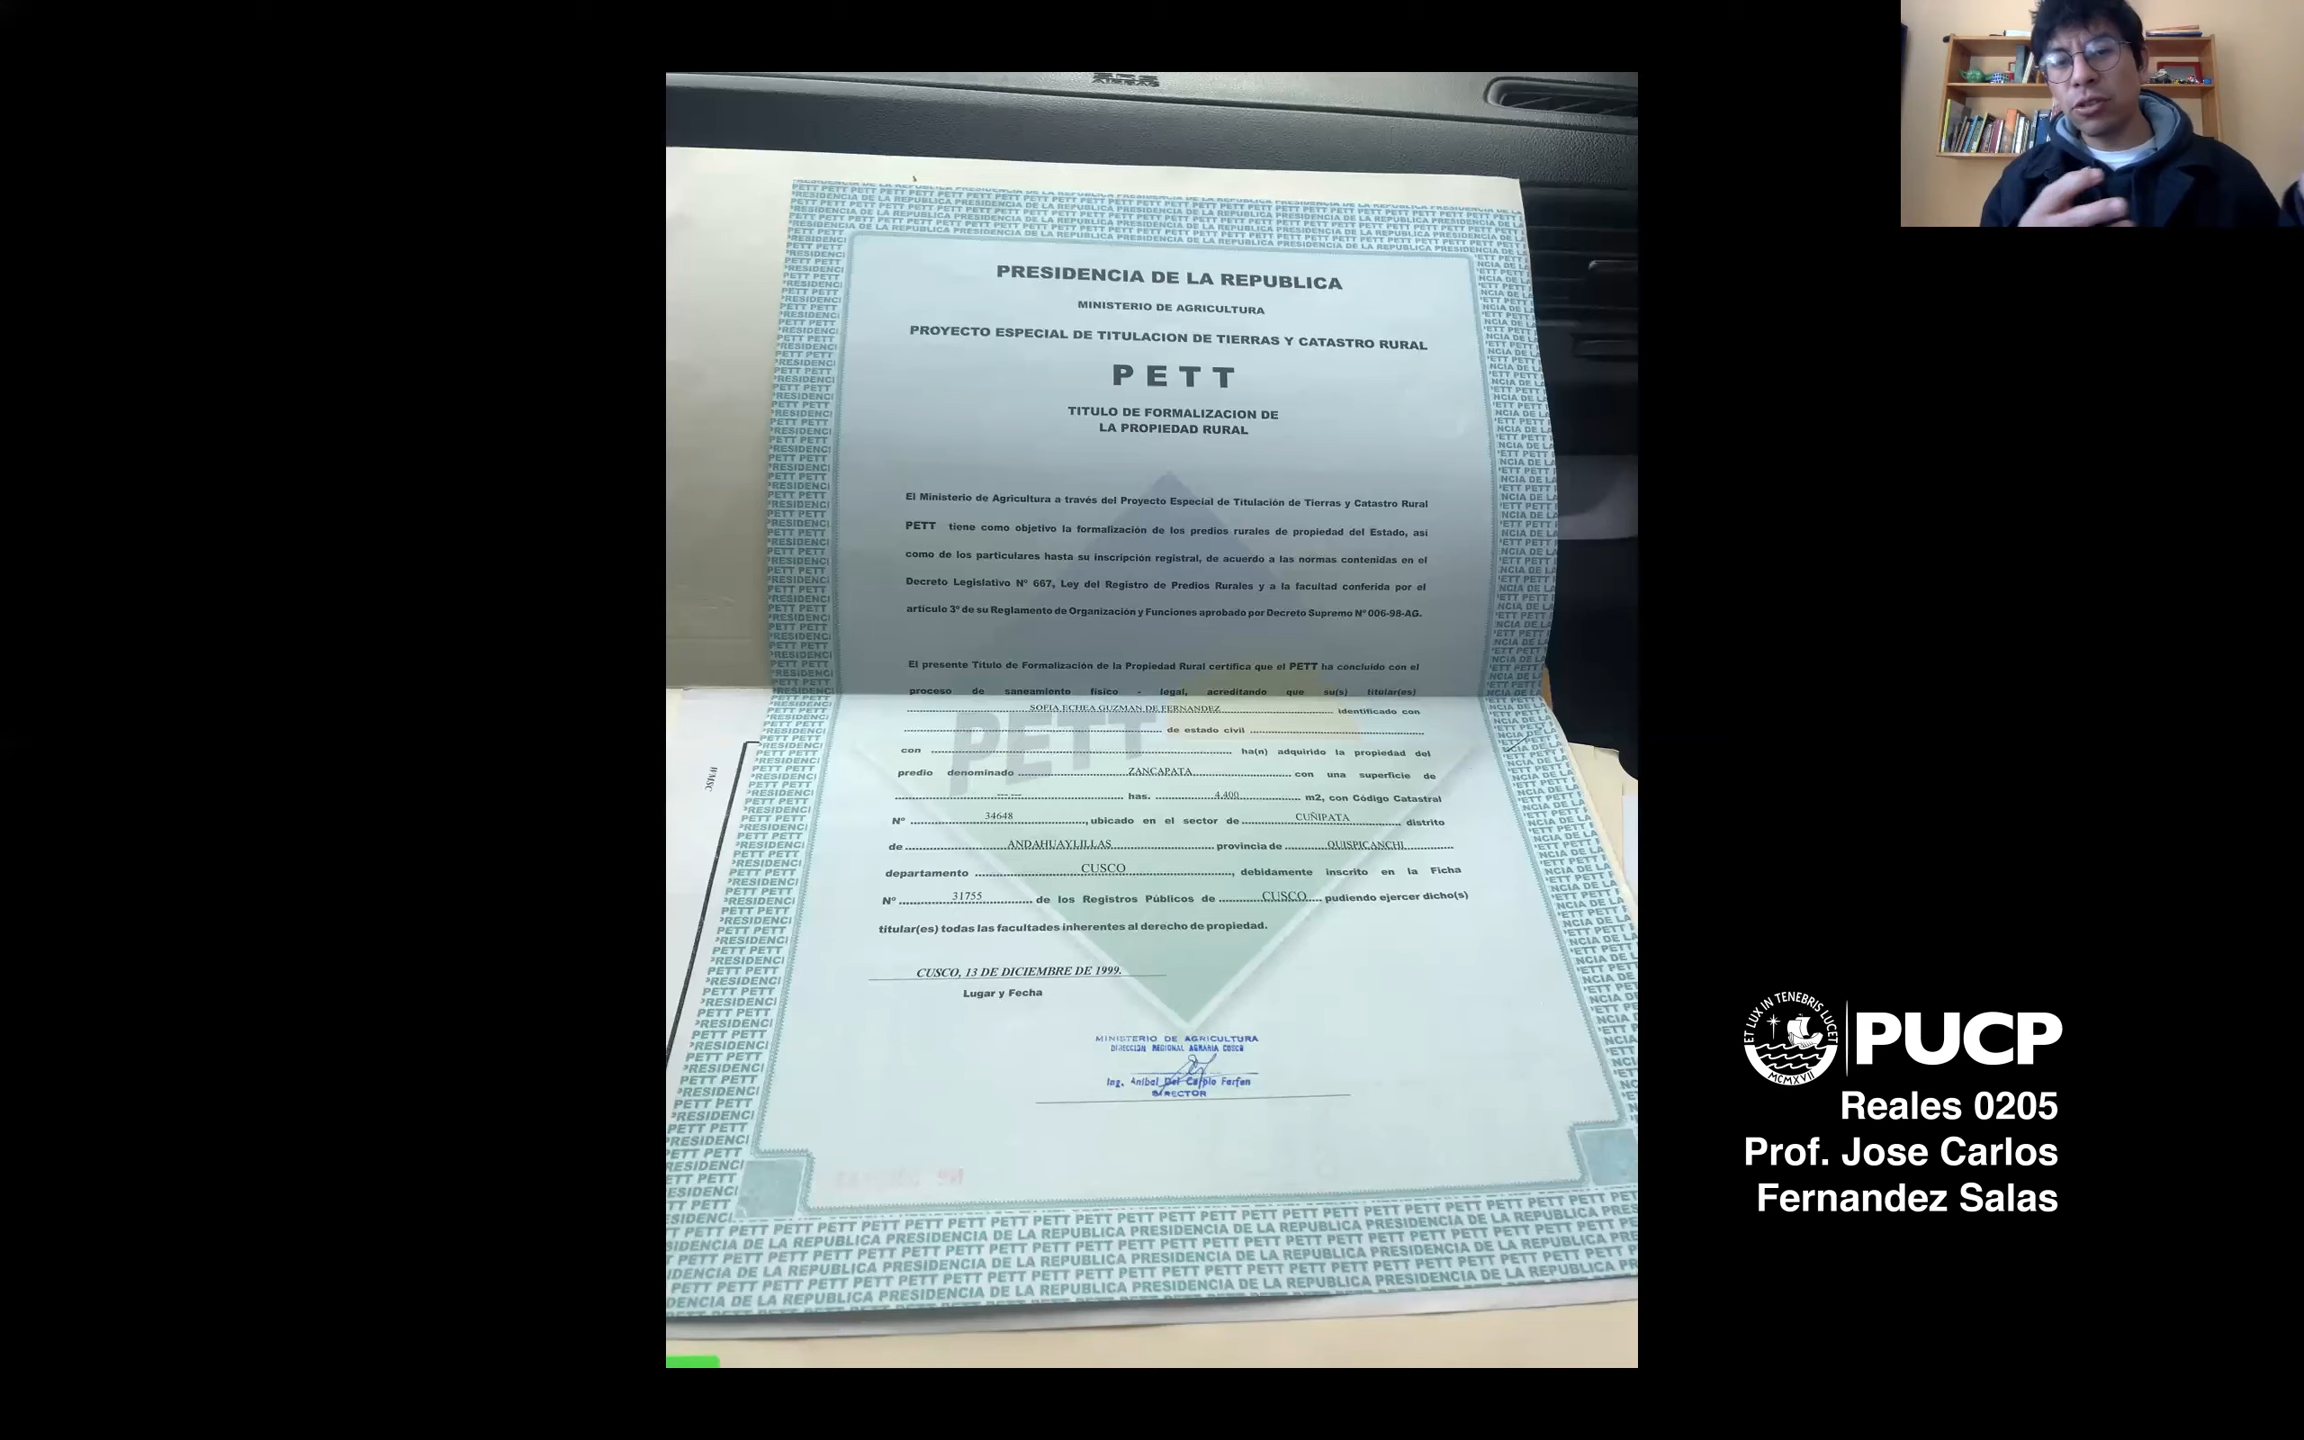 PRESIDENCIA DE LA REPUBLICA
MINISTERIO DE AGRICULTURA
PROYECTO ESPECIAL DE TITULACION DE TIERRAS Y CATASTRO RURAL
PETT
TITULO DE FORMALIZACION DE
LA PROPIEDAD RURAL
El Ministerio de Agricultura a través del Proyecto Especial de Titulación de Tierras y Catastro Rural
PETT tiene como objetivo la formalización de los predios rurales de propiedad del Estado, así
como de los particulares hasta su inscripción registral, de acuerdo a las normas contenidas en el
Decreto Legislativo Nº 667, Ley del Registro de Predios Rurales y a la facultad conferida por el
artículo 3º de su Reglamento de Organización y Funciones aprobado por Decreto Supremo Nº 006-98-AG.
El presente Título de Formalización de la Propiedad Rural certifica que el PETT ha concluido con el
proceso de saneamiento físico - legal, acreditando que su(s) titular(es)
SOFIA ECHEA GUZMAN DE FERNANDEZ identificado con
de estado civil
con ha(n) adquirido la propiedad del
predio denominado ZANCAPATA con una superficie de
has. 4,400 m2, con Código Catastral
Nº 34648, ubicado en el sector de CUÑIPATA distrito
de ANDAHUAYLILLAS provincia de QUISPICANCHI
departamento CUSCO, debidamente inscrito en la Ficha
Nº 31755 de los Registros Públicos de CUSCO pudiendo ejercer dicho(s)
titular(es) todas las facultades inherentes al derecho de propiedad.
CUSCO, 13 DE DICIEMBRE DE 1999.
Lugar y Fecha
MINISTERIO DE AGRICULTURA
DIRECCION REGIONAL AGRARIA CUSCO
Ing. Anibal Del Carpio Farfan
DIRECTOR
ET LUX IN TENEBRIS LUCET
MCMXVII
PUCP
Reales 0205
Prof. Jose Carlos
Fernandez Salas